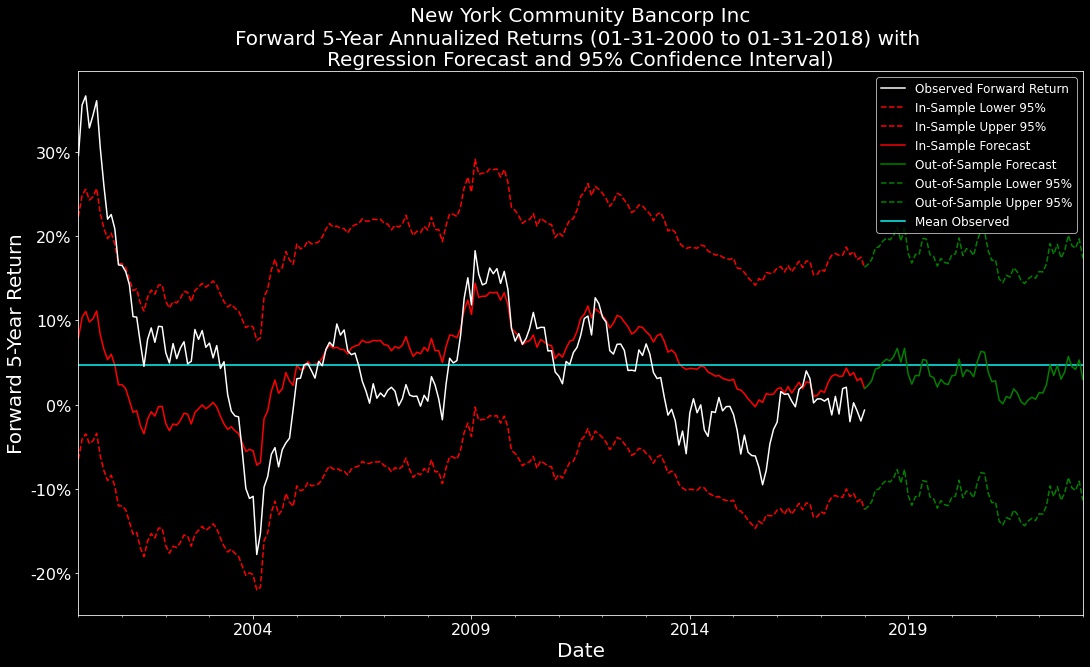 New York Community Bancorp Inc
Forward 5-Year Annualized Returns (01-31-2000 to 01-31-2018) with
Regression Forecast and 95% Confidence Interval)
Observed Forward Return
In-Sample Lower 95%
In-Sample Upper 95%
In-Sample Forecast
Out-of-Sample Forecast
Out-of-Sample Lower 95%
Out-of-Sample Upper 95%
Mean Observed
Forward 5-Year Return
30%
20%
10%
0%
-10%
-20%
2004
2009
2014
2019
Date